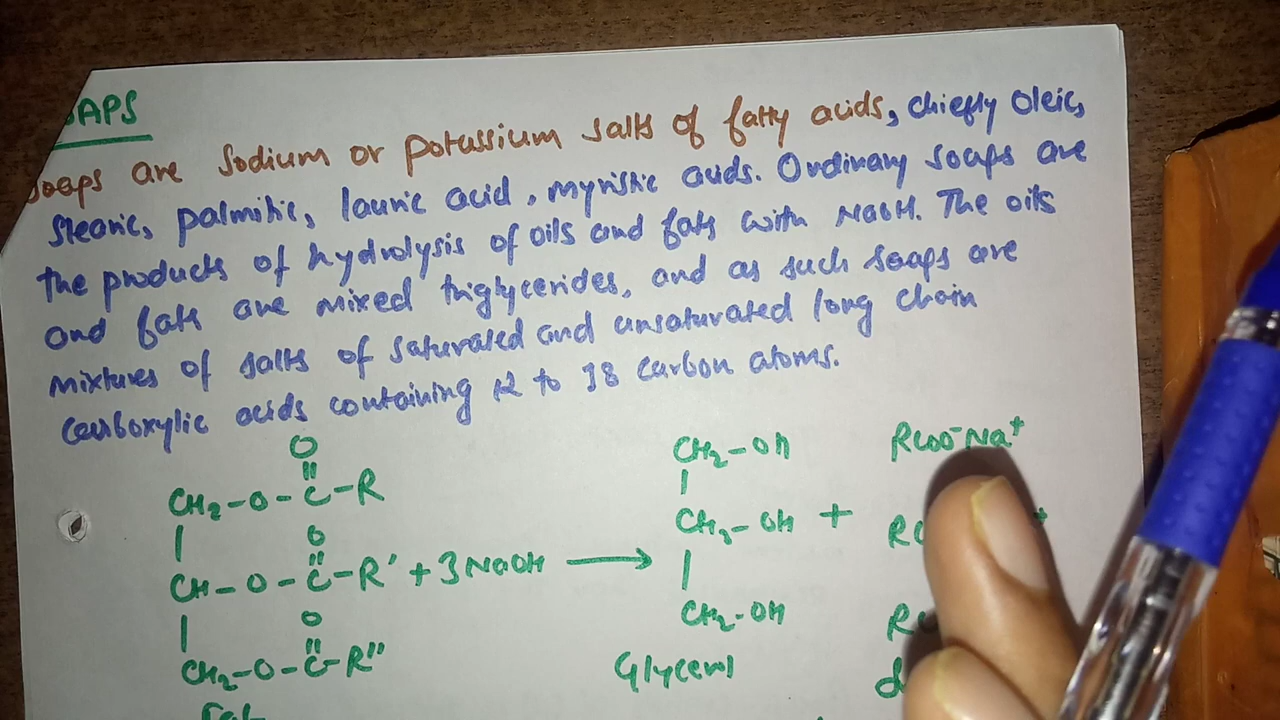 SOAPS
Soaps are Sodium or potassium salts of fatty acids, chiefly oleic,
stearic, palmitic, lauric acid, myristic acids. Ordinary soaps are
the products of hydrolysis of oils and fats with NaOH. The oils
and fats are mixed triglycerides, and as such soaps are
mixtures of salts of saturated and unsaturated long chain
carboxylic acids containing 12 to 18 carbon atoms.
O
CH2-O-C-R
O
CH-O-C-R' + 3NaOH → 
O
CH2-O-C-R"
Fat
CH2-OH
CH2-OH +
CH2-OH
Glycerol
RCOO-Na+